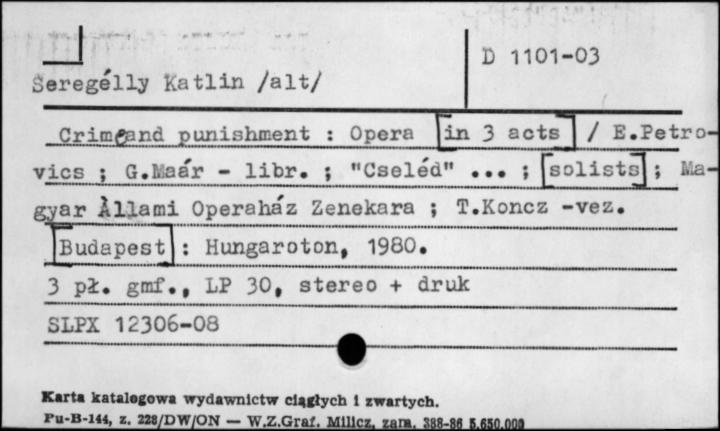 D 1101-03
Seregélly Katlin /alt/
Crime and punishment : Opera [in 3 acts] / E.Petro-
vics ; G.Maár - libr. ; "Cseléd" ... ; [solists] ; Ma-
gyar Àllami Operaház Zenekara ; T.Koncz -vez.
[Budapest] : Hungaroton, 1980.
3 pł. gmf., LP 30, stereo + druk
SLPX 12306-08
Karta katalogowa wydawnictw ciągłych i zwartych.
Pu-B-144, z. 228/DW/ON — W.Z.Graf. Milicz, zam. 388-86 5.650.000